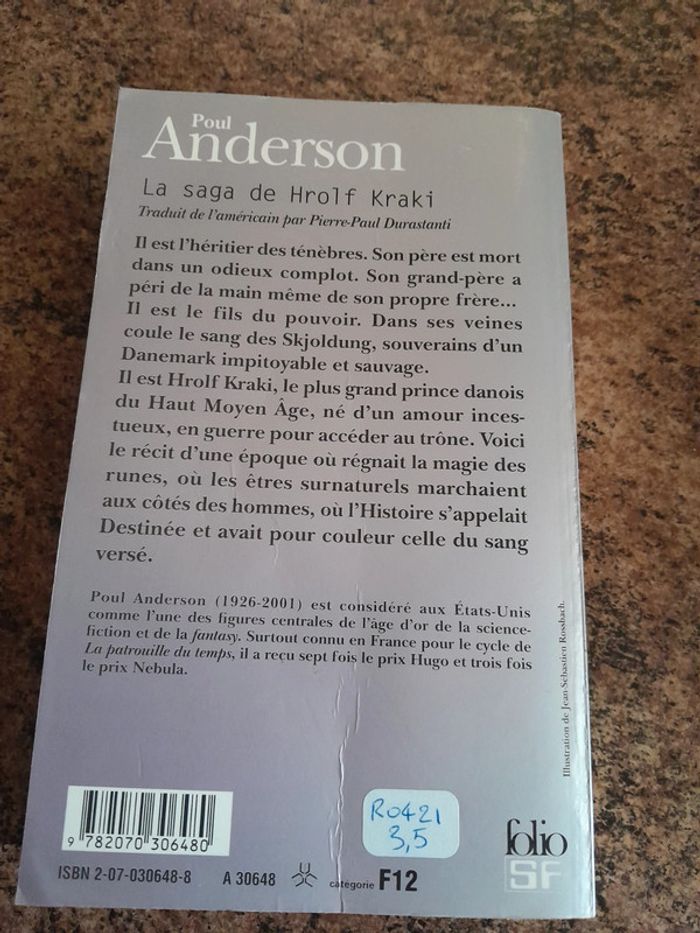 Poul
Anderson
La saga de Hrolf Kraki
Traduit de l'américain par Pierre-Paul Durastanti
Il est l'héritier des ténèbres. Son père est mort
dans un odieux complot. Son grand-père a
péri de la main même de son propre frère...
Il est le fils du pouvoir. Dans ses veines
coule le sang des Skjoldung, souverains d'un
Danemark impitoyable et sauvage.
Il est Hrolf Kraki, le plus grand prince danois
du Haut Moyen Âge, né d'un amour inces-
tueux, en guerre pour accéder au trône. Voici
le récit d'une époque où régnait la magie des
runes, où les êtres surnaturels marchaient
aux côtés des hommes, où l'Histoire s'appelait
Destinée et avait pour couleur celle du sang
versé.
Poul Anderson (1926-2001) est considéré aux États-Unis
comme l'une des figures centrales de l'âge d'or de la science-
fiction et de la fantasy. Surtout connu en France pour le cycle de
La patrouille du temps, il a reçu sept fois le prix Hugo et trois fois
le prix Nebula.
Illustration de Jean-Sébastien Rossbach.
9 782070 306480
R0421
3,5
folio
SF
ISBN 2-07-030648-8 A 30648 catégorie F12